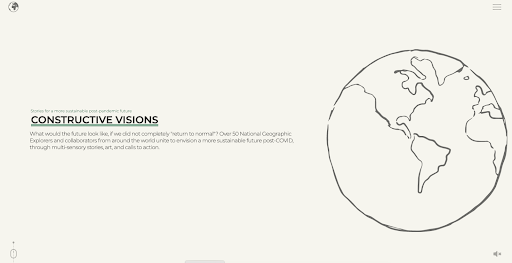 Stories for a more sustainable post-pandemic future
CONSTRUCTIVE VISIONS
What would the future look like, if we did not completely "return to normal"? Over 50 National Geographic
Explorers and collaborators from around the world unite to envision a more sustainable future post-COVID,
through multi-sensory stories, art, and calls to action.